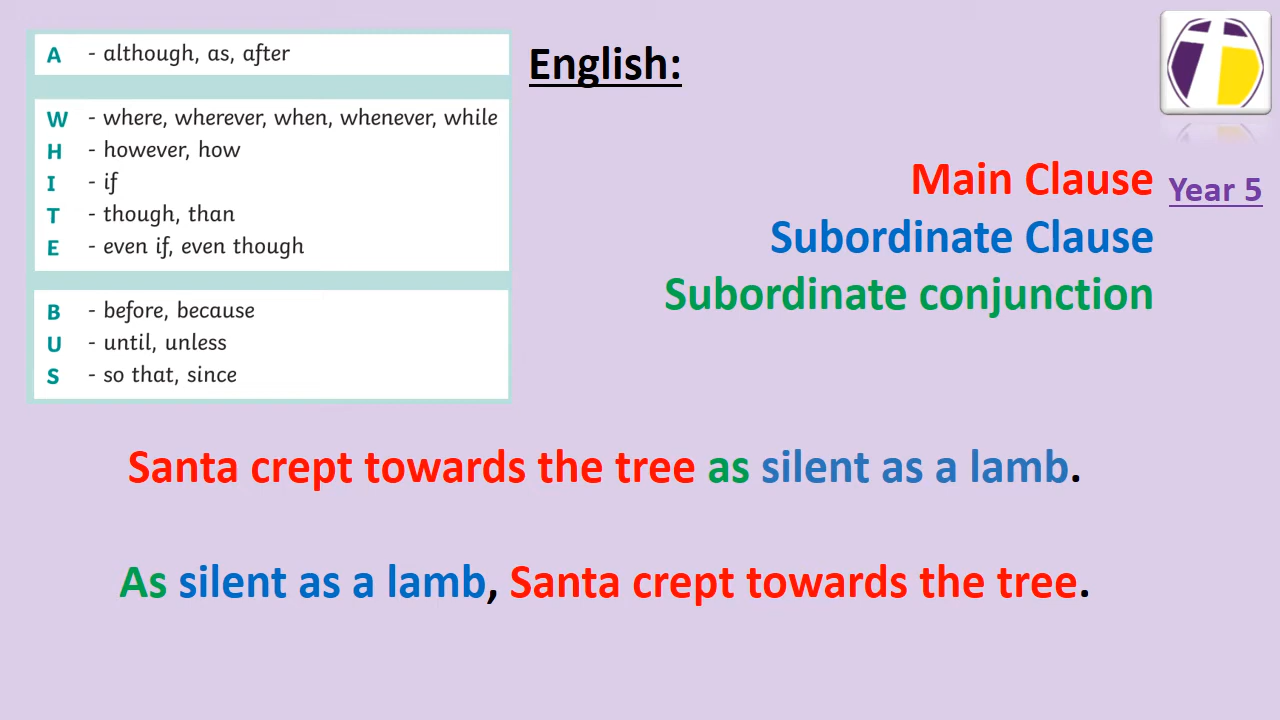 A - although, as, after
W - where, wherever, when, whenever, while
H - however, how
I - if
T - though, than
E - even if, even though
B - before, because
U - until, unless
S - so that, since
English:
Main Clause
Year 5
Subordinate Clause
Subordinate conjunction
Santa crept towards the tree as silent as a lamb.
As silent as a lamb, Santa crept towards the tree.